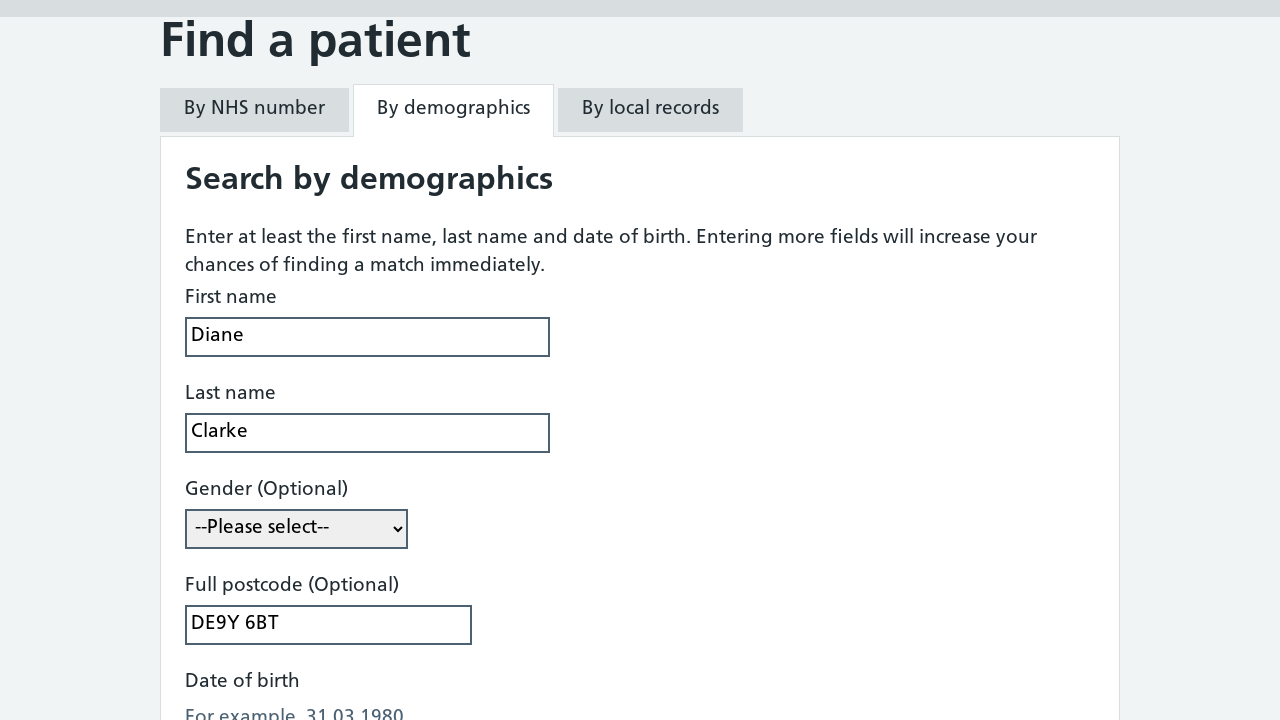 Find a patient
By NHS number
By demographics
By local records
Search by demographics
Enter at least the first name, last name and date of birth. Entering more fields will increase your
chances of finding a match immediately.
First name
Diane
Last name
Clarke
Gender (Optional)
--Please select--
Full postcode (Optional)
DE9Y 6BT
Date of birth
For example, 31 03 1980